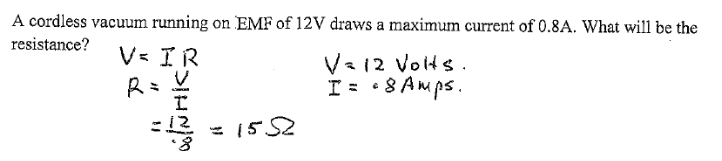 A cordless vacuum running on EMF of 12V draws a maximum current of 0.8A. What will be the
resistance?
V = I R
R = V/I
= 12/.8 = 15 Ω
V = 12 Volts.
I = .8 Amps.